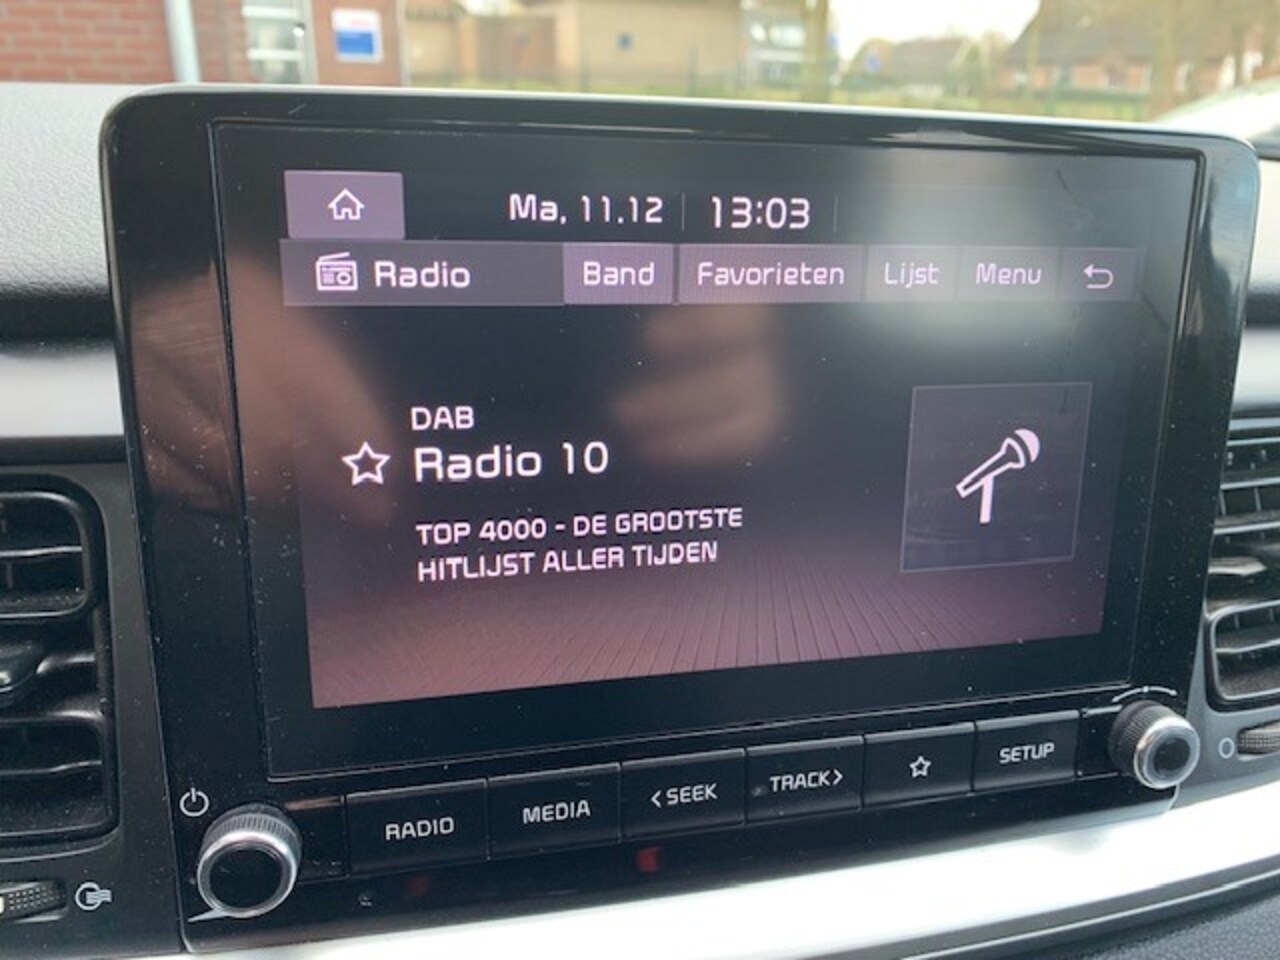 Ma, 11.12 13:03
Radio Band Favorieten Lijst Menu
DAB
Radio 10
TOP 4000 - DE GROOTSTE
HITLIJST ALLER TIJDEN
RADIO MEDIA <SEEK TRACK> SETUP